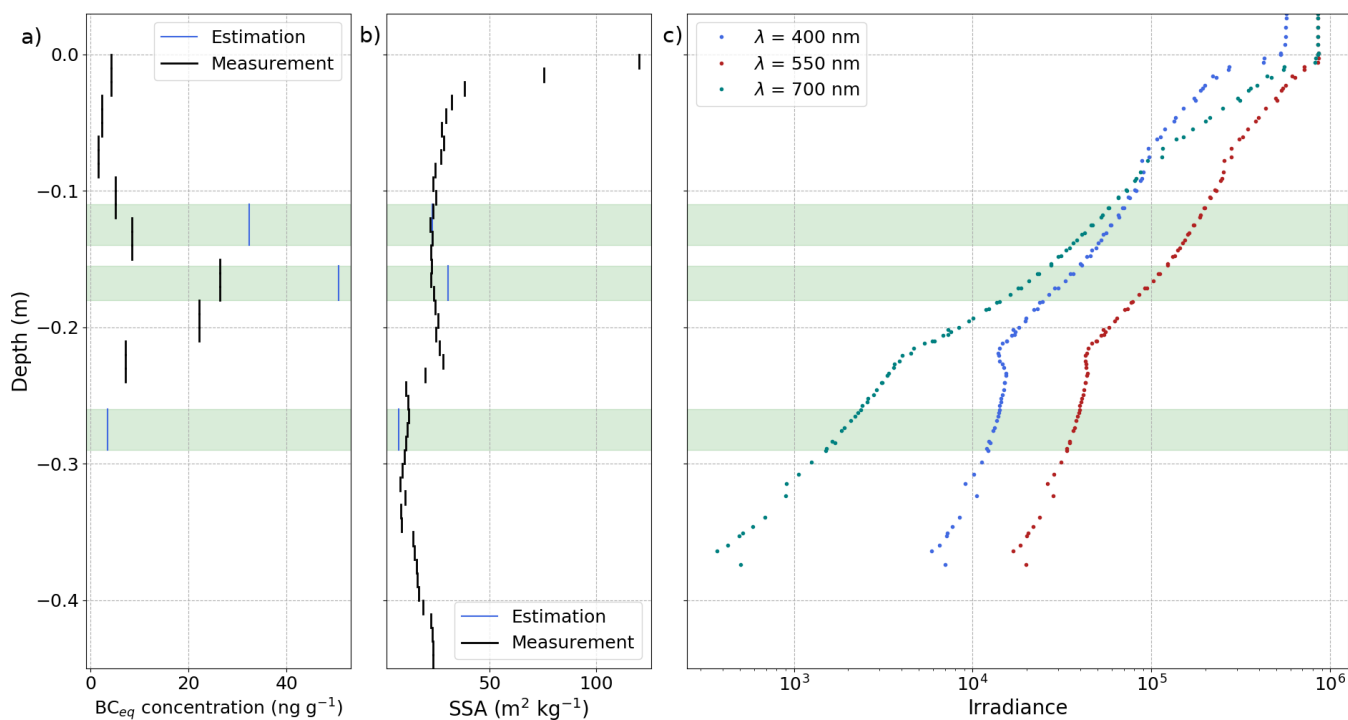 a)
Estimation
Measurement
0.0
−0.1
−0.2
−0.3
−0.4
Depth (m)
0
20
40
BC_eq concentration (ng g⁻¹)
b)
Estimation
Measurement
50
100
SSA (m² kg⁻¹)
c)
λ = 400 nm
λ = 550 nm
λ = 700 nm
10³
10⁴
10⁵
10⁶
Irradiance